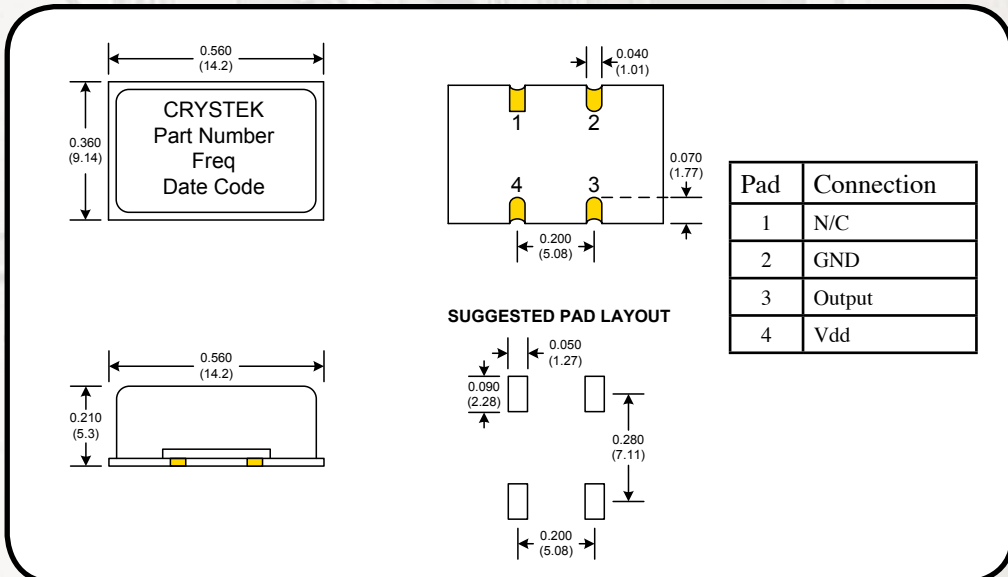 0.560
(14.2)
0.360
(9.14)
CRYSTEK
Part Number
Freq
Date Code
0.040
(1.01)
1
2
4
3
0.070
(1.77)
0.200
(5.08)
Pad Connection
1 N/C
2 GND
3 Output
4 Vdd
0.560
(14.2)
0.210
(5.3)
SUGGESTED PAD LAYOUT
0.050
(1.27)
0.090
(2.28)
0.280
(7.11)
0.200
(5.08)